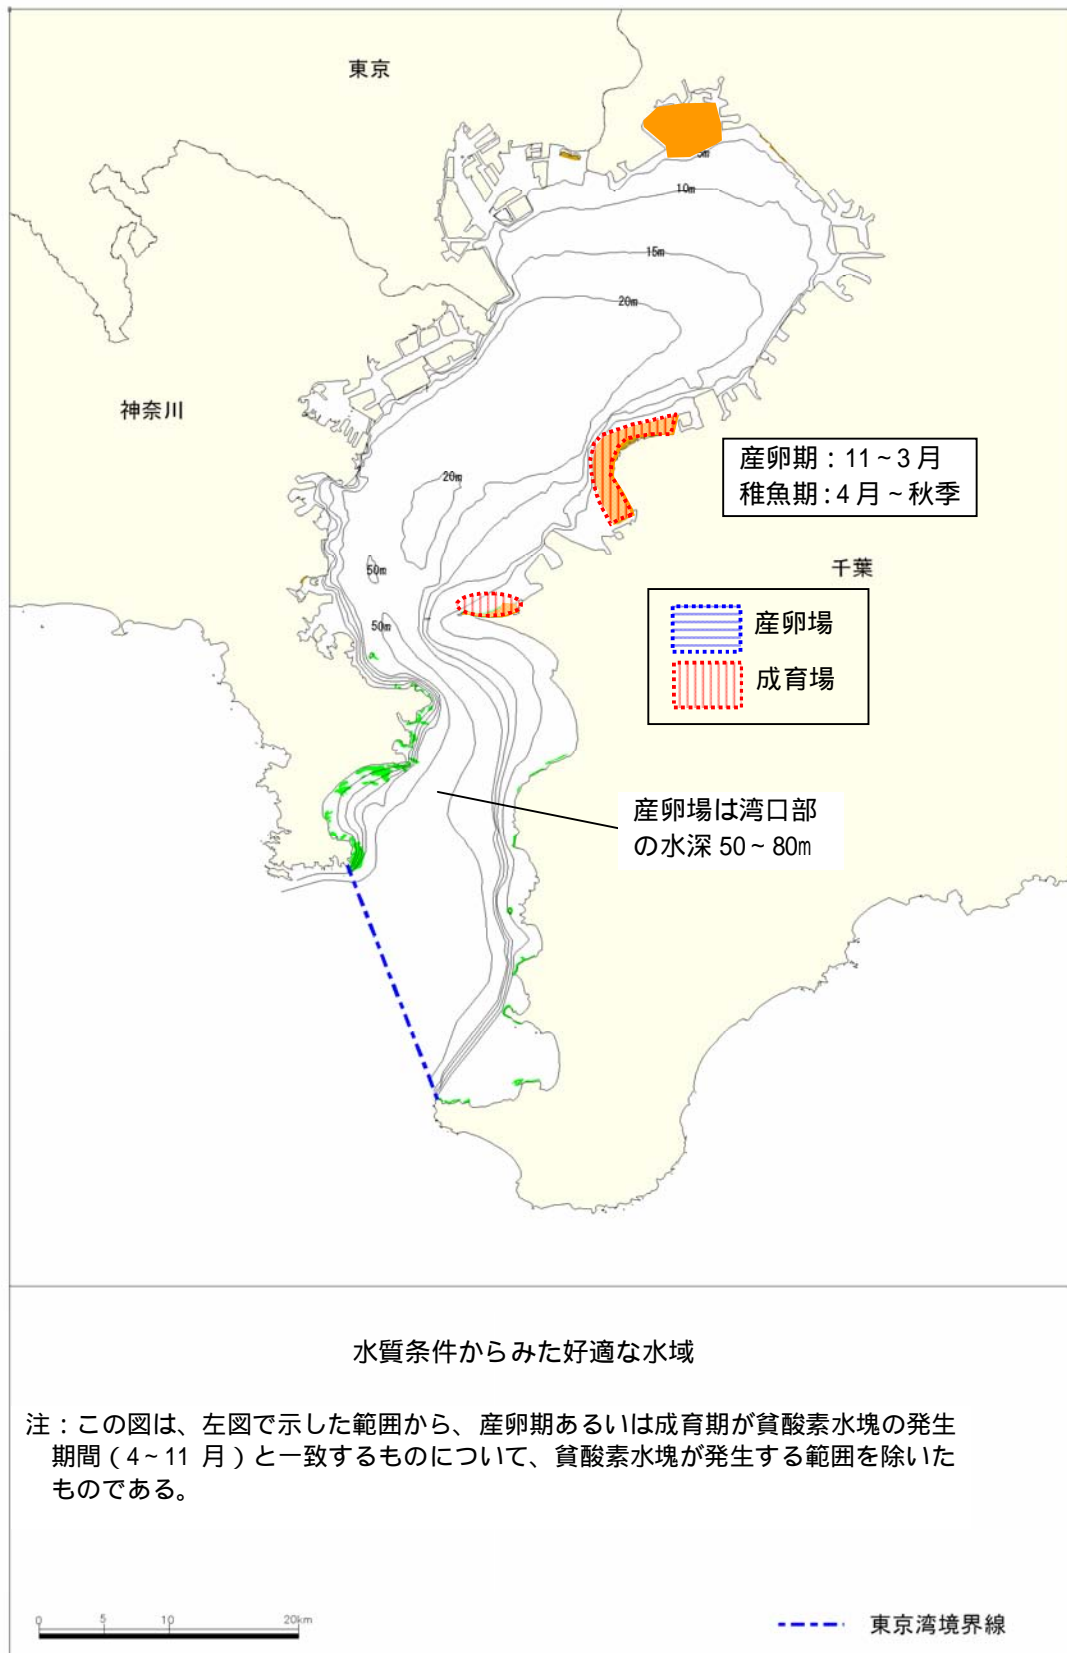 東京
5m
10m
15m
20m
神奈川
産卵期：11～3月
稚魚期：4月～秋季
20m
千葉
50m
産卵場
50m
成育場
産卵場は湾口部
の水深 50～80m
水質条件からみた好適な水域
注：この図は、左図で示した範囲から、産卵期あるいは成育期が貧酸素水塊の発生
期間（4～11 月）と一致するものについて、貧酸素水塊が発生する範囲を除いた
ものである。
0 5 10 20km
東京湾境界線